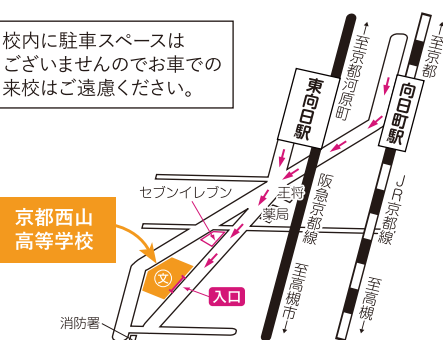 校内に駐車スペースは
ございませんのでお車での
来校はご遠慮ください。
至京都河原町
至京都
東向日駅
向日町駅
セブンイレブン
王将
薬局
阪急京都線
JR京都線
京都西山
高等学校
文
入口
至高槻市
至高槻
消防署